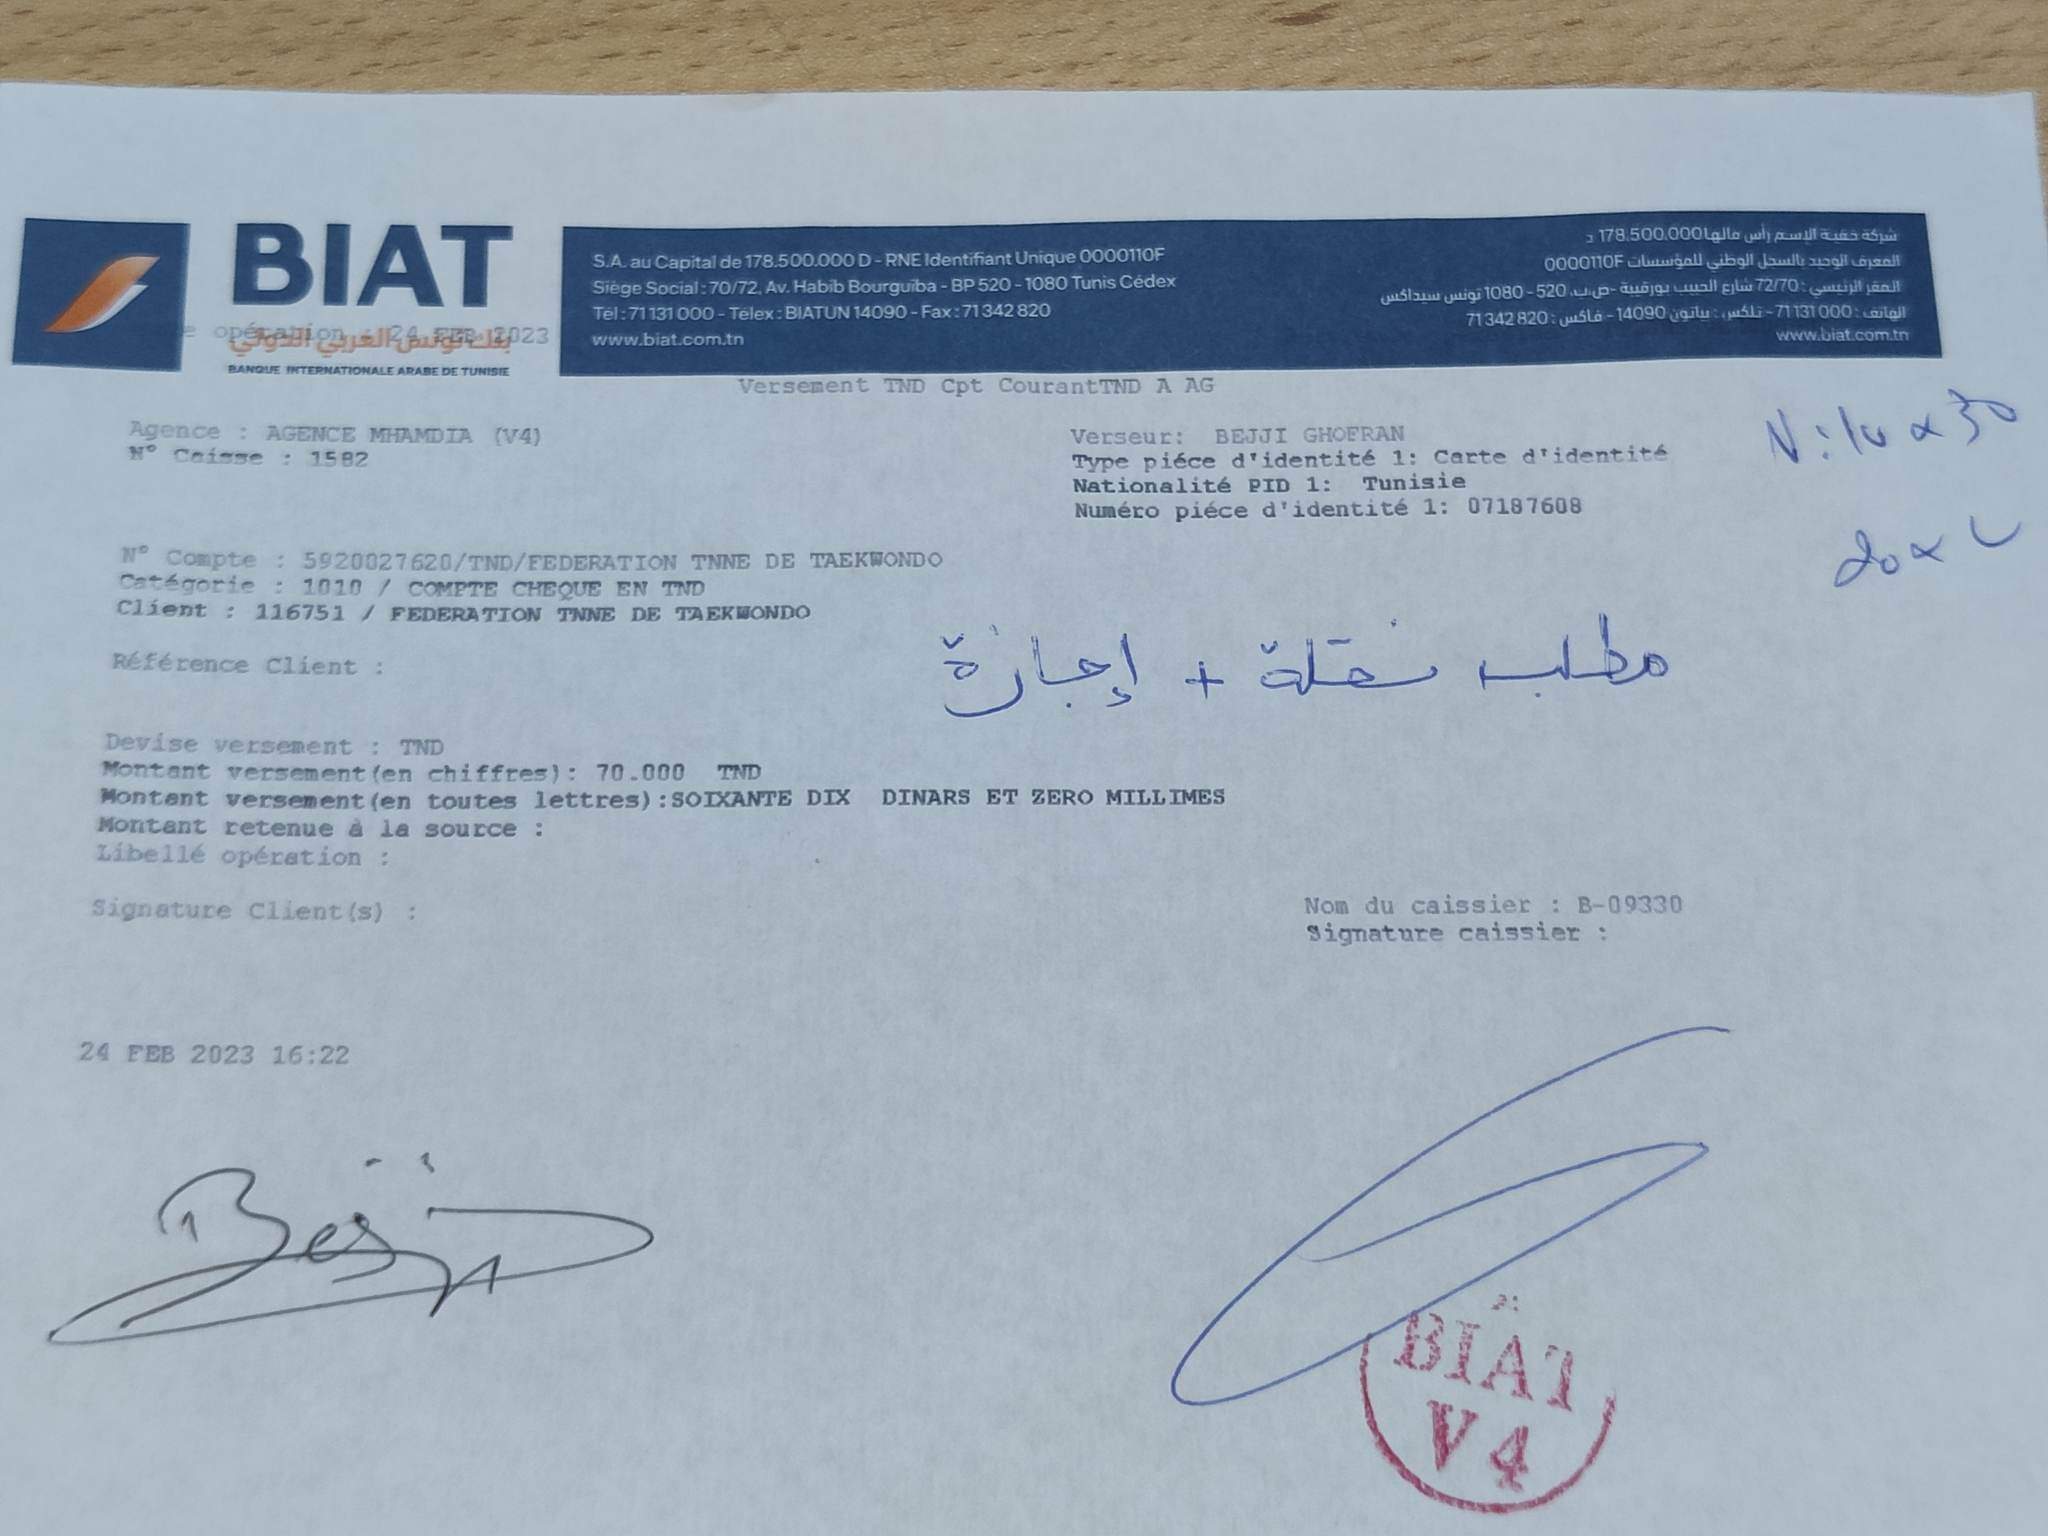 BIAT
بنك تونس العربي الدولي
BANQUE INTERNATIONALE ARABE DE TUNISIE
e opération : 24 FEB 2023
S.A. au Capital de 178.500.000 D - RNE Identifiant Unique 0000110F
Siège Social : 70/72, Av. Habib Bourguiba - BP 520 - 1080 Tunis Cédex
Tél : 71 131 000 - Télex : BIATUN 14090 - Fax : 71 342 820
www.biat.com.tn
شركة خفية الإسم رأس مالها 178.500.000 د
المعرف الوحيد بالسجل الوطني للمؤسسات 0000110F
المقر الرئيسي : 72/70 شارع الحبيب بورقيبة -ص.ب. 520 - 1080 تونس سيداكس
الهاتف : 71 131 000 - تلكس : بياتون 14090 - فاكس : 71 342 820
www.biat.com.tn
Versement TND Cpt CourantTND A AG
Agence : AGENCE MHAMDIA (V4)
N° Caisse : 1582
Verseur: BEJJI GHOFRAN
Type piéce d'identité 1: Carte d'identité
Nationalité PID 1: Tunisie
Numéro piéce d'identité 1: 07187608
N: 10 x 30
20 x
N° Compte : 5920027620/TND/FEDERATION TNNE DE TAEKWONDO
Catégorie : 1010 / COMPTE CHEQUE EN TND
Client : 116751 / FEDERATION TNNE DE TAEKWONDO
Référence Client :
مطلب نقلة + إجازة
Devise versement : TND
Montant versement(en chiffres): 70.000 TND
Montant versement(en toutes lettres):SOIXANTE DIX DINARS ET ZERO MILLIMES
Montant retenue à la source :
Libellé opération :
Signature Client(s) :
Nom du caissier : B-09330
Signature caissier :
24 FEB 2023 16:22
BIAT
V4